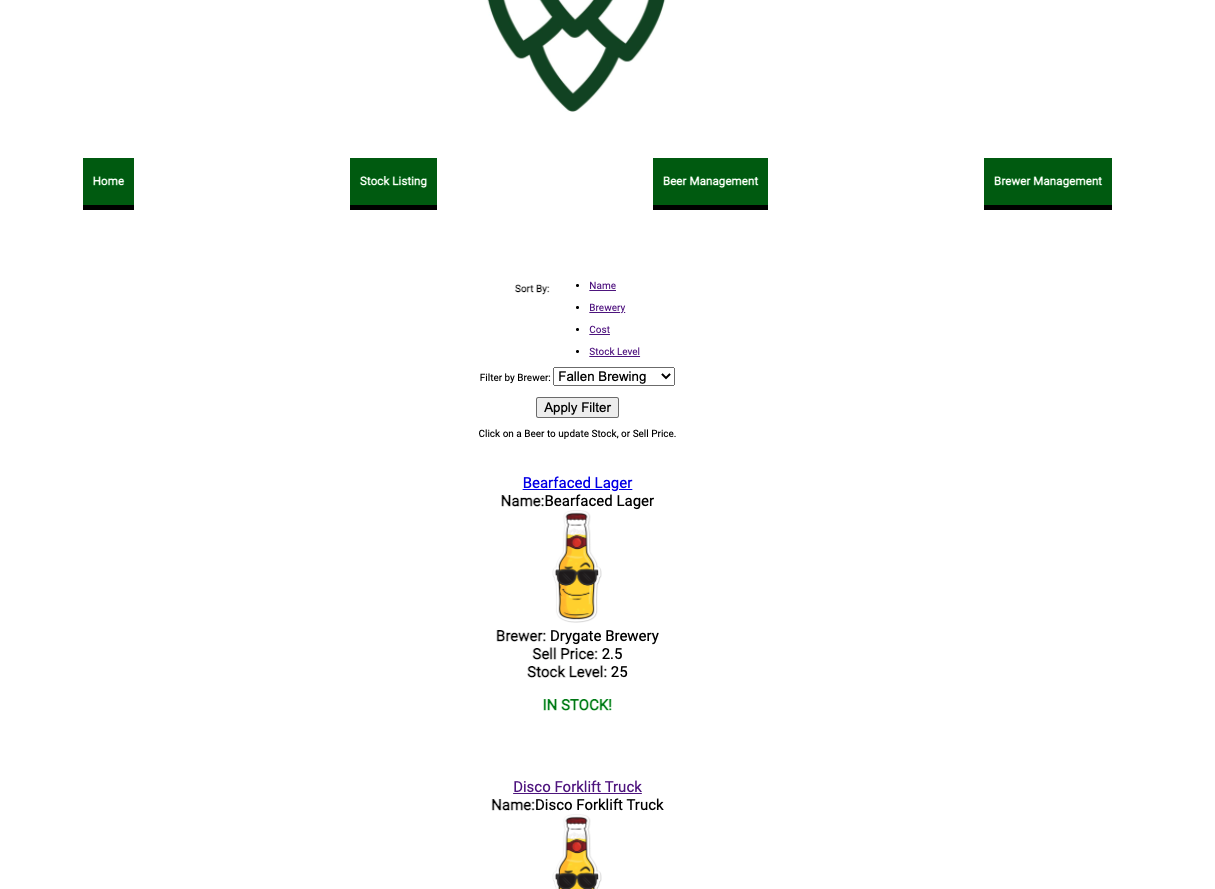 Home
Stock Listing
Beer Management
Brewer Management
Sort By:
Name
Brewery
Cost
Stock Level
Filter by Brewer: Fallen Brewing
Apply Filter
Click on a Beer to update Stock, or Sell Price.
Bearfaced Lager
Name:Bearfaced Lager
Brewer: Drygate Brewery
Sell Price: 2.5
Stock Level: 25
IN STOCK!
Disco Forklift Truck
Name:Disco Forklift Truck